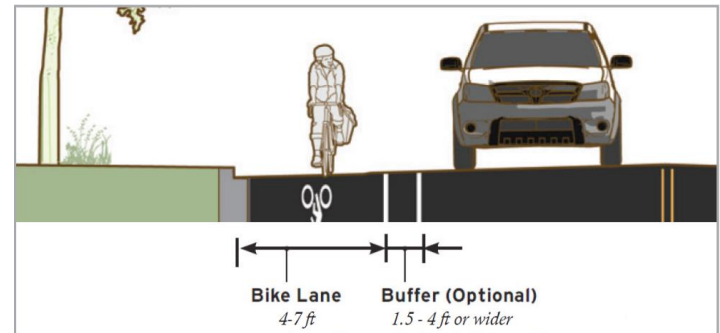 Bike Lane
4-7 ft
Buffer (Optional)
1.5 - 4 ft or wider